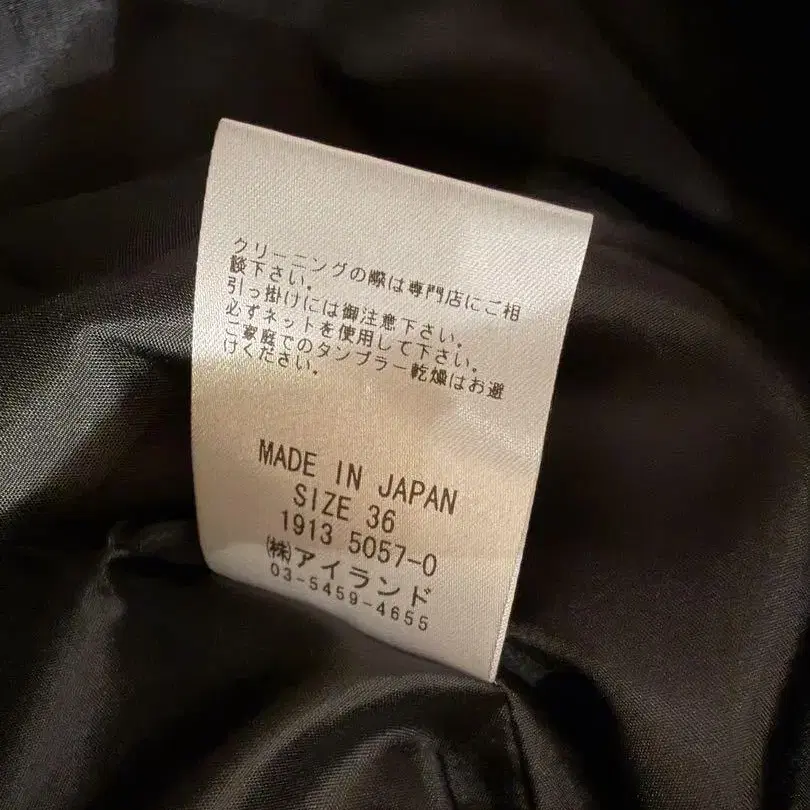 クリーニングの際は専門店にご相
談下さい。
引っ掛けには御注意下さい。
必ずネットを使用して下さい。
ご家庭でのタンブラー乾燥はお避
けください。
MADE IN JAPAN
SIZE 36
1913 5057-0
㈱アイランド
03-5459-4655